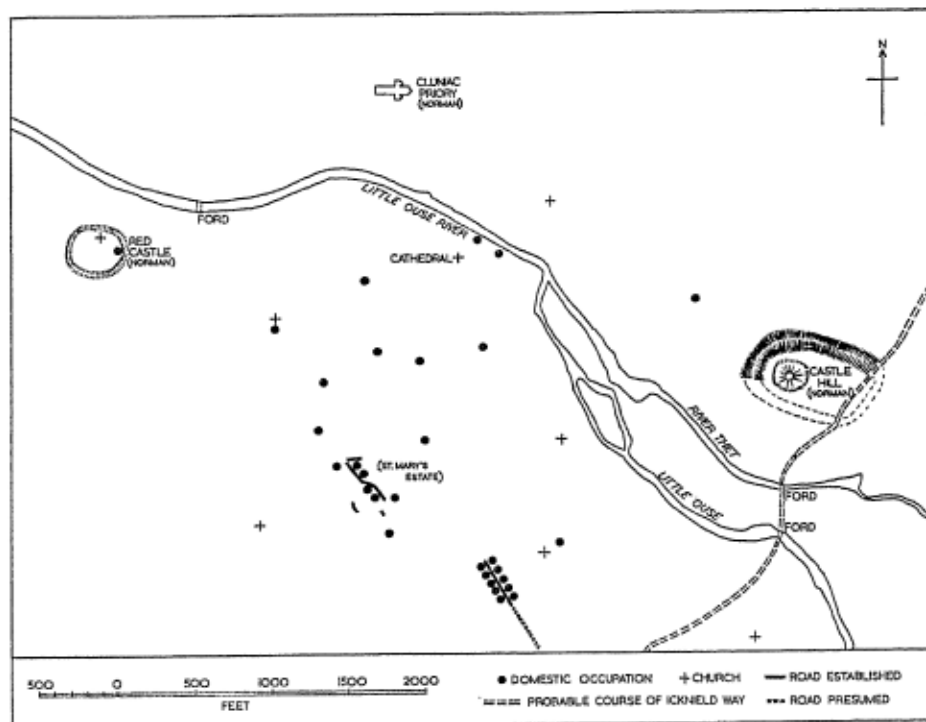 CLUNIAC
PRIORY
(NORMAN)
N
LITTLE OUSE RIVER
FORD
RED
CASTLE
(NORMAN)
CATHEDRAL
CASTLE
HILL
(NORMAN)
RIVER THET
(ST. MARY'S
ESTATE)
LITTLE OUSE
FORD
FORD
500 0 500 1000 1500 2000
FEET
DOMESTIC OCCUPATION
CHURCH
ROAD ESTABLISHED
PROBABLE COURSE OF ICKNIELD WAY
ROAD PRESUMED